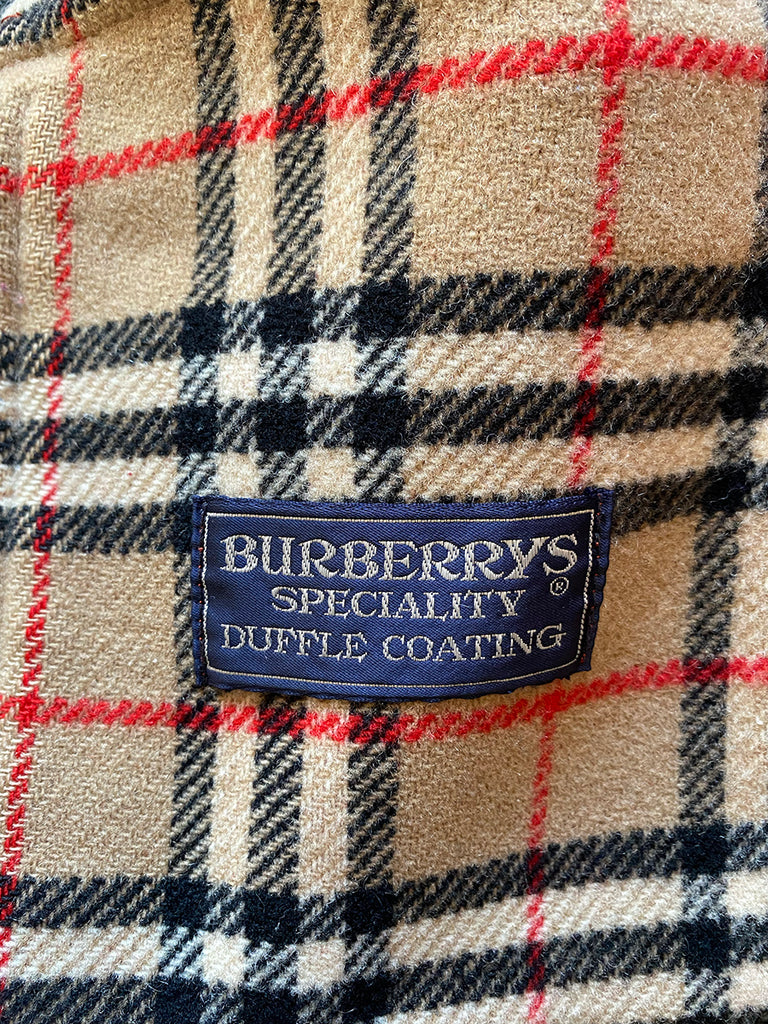 BURBERRYS
SPECIALITY
®
DUFFLE COATING